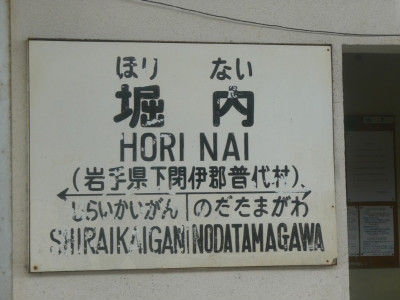 ほり ない
堀内
HORI NAI
(岩手県下閉伊郡普代村)
しらいかいがん のだたまがわ
SHIRAIKAIGAN NODATAMAGAWA